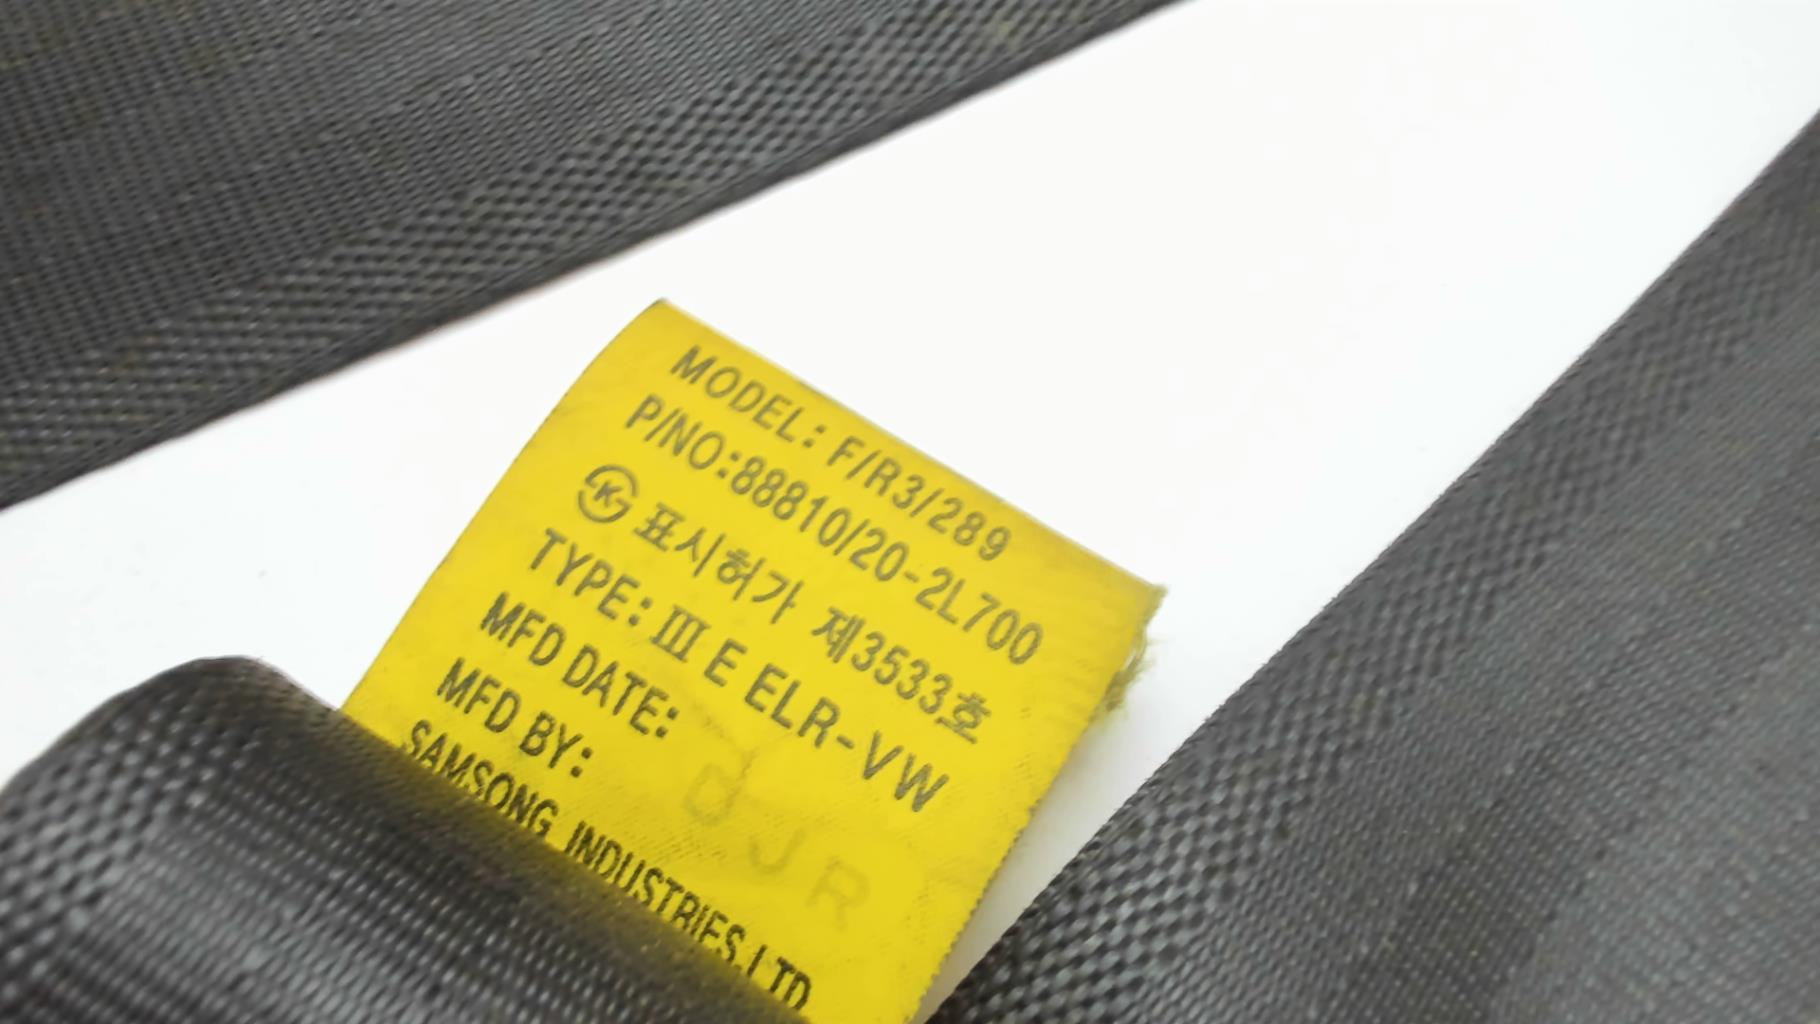 MODEL: F/R3/289
P/NO:88810/20-2L700
K 표시허가 제3533호
TYPE: III E ELR-VW
MFD DATE:
MFD BY: DJR
SAMSONG INDUSTRIES.LTD